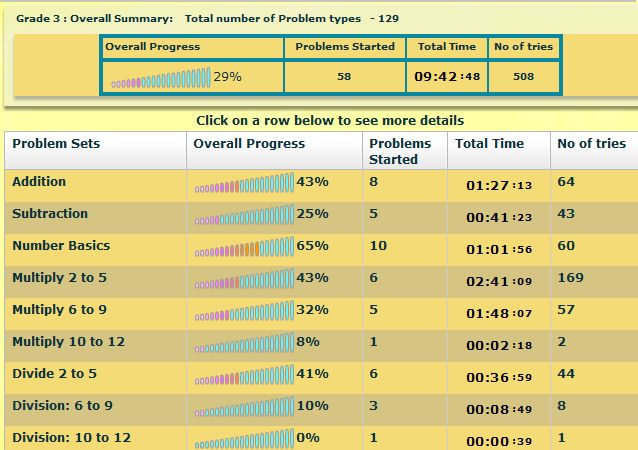 Grade 3 : Overall Summary: Total number of Problem types - 129
Overall Progress Problems Started Total Time No of tries
29% 58 09:42:48 508
Click on a row below to see more details
Problem Sets Overall Progress Problems Started Total Time No of tries
Addition 43% 8 01:27:13 64
Subtraction 25% 5 00:41:23 43
Number Basics 65% 10 01:01:56 60
Multiply 2 to 5 43% 6 02:41:09 169
Multiply 6 to 9 32% 5 01:48:07 57
Multiply 10 to 12 8% 1 00:02:18 2
Divide 2 to 5 41% 6 00:36:59 44
Division: 6 to 9 10% 3 00:08:49 8
Division: 10 to 12 0% 1 00:00:39 1